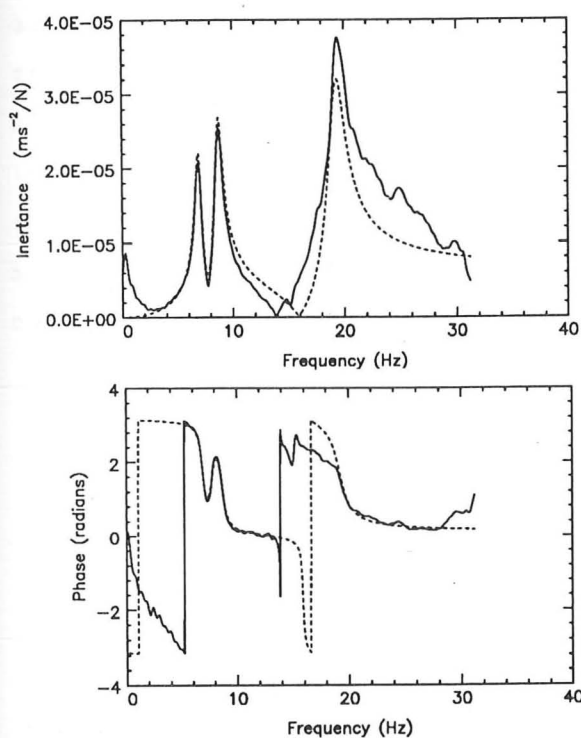 4.0E-05
3.0E-05
2.0E-05
1.0E-05
0.0E+00
Inertance (ms⁻²/N)
0 10 20 30 40
Frequency (Hz)
4
2
0
−2
−4
Phase (radians)
0 10 20 30 40
Frequency (Hz)